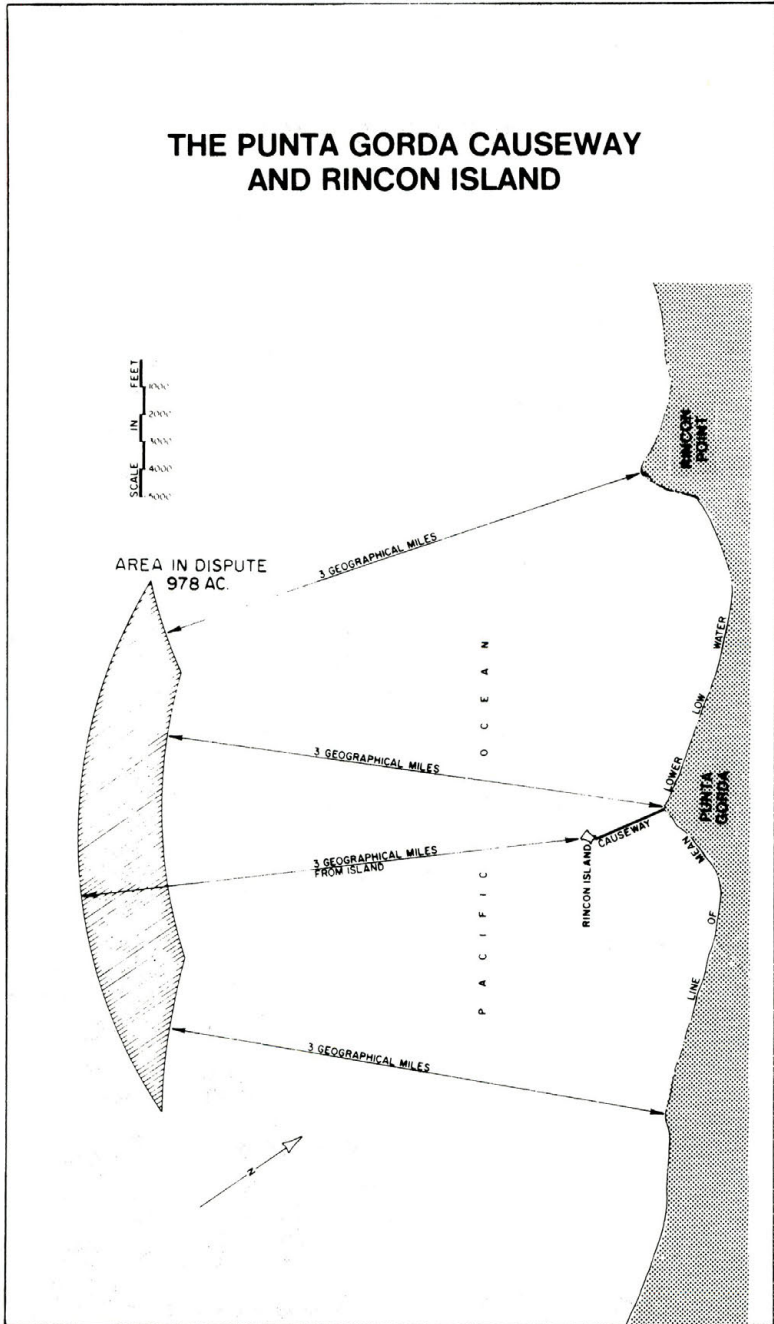 THE PUNTA GORDA CAUSEWAY
AND RINCON ISLAND
SCALE IN FEET
1000
2000
3000
4000
5000
AREA IN DISPUTE
978 AC.
3 GEOGRAPHICAL MILES
RINCON
POINT
PACIFIC OCEAN
3 GEOGRAPHICAL MILES
3 GEOGRAPHICAL MILES
FROM ISLAND
RINCON ISLAND
CAUSEWAY
PUNTA
GORDA
LINE OF MEAN LOWER LOW WATER
3 GEOGRAPHICAL MILES
N